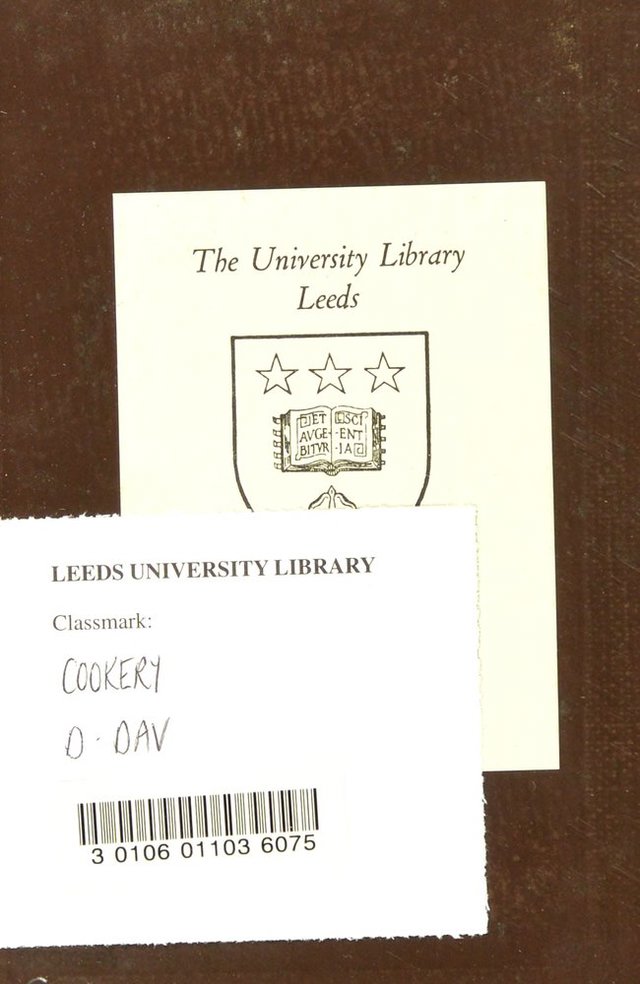 The University Library
Leeds
ET
AVGE-
BITVR
SCI
-ENT
-IA
LEEDS UNIVERSITY LIBRARY
Classmark:
COOKERY
D - DAV
3 0106 01103 6075